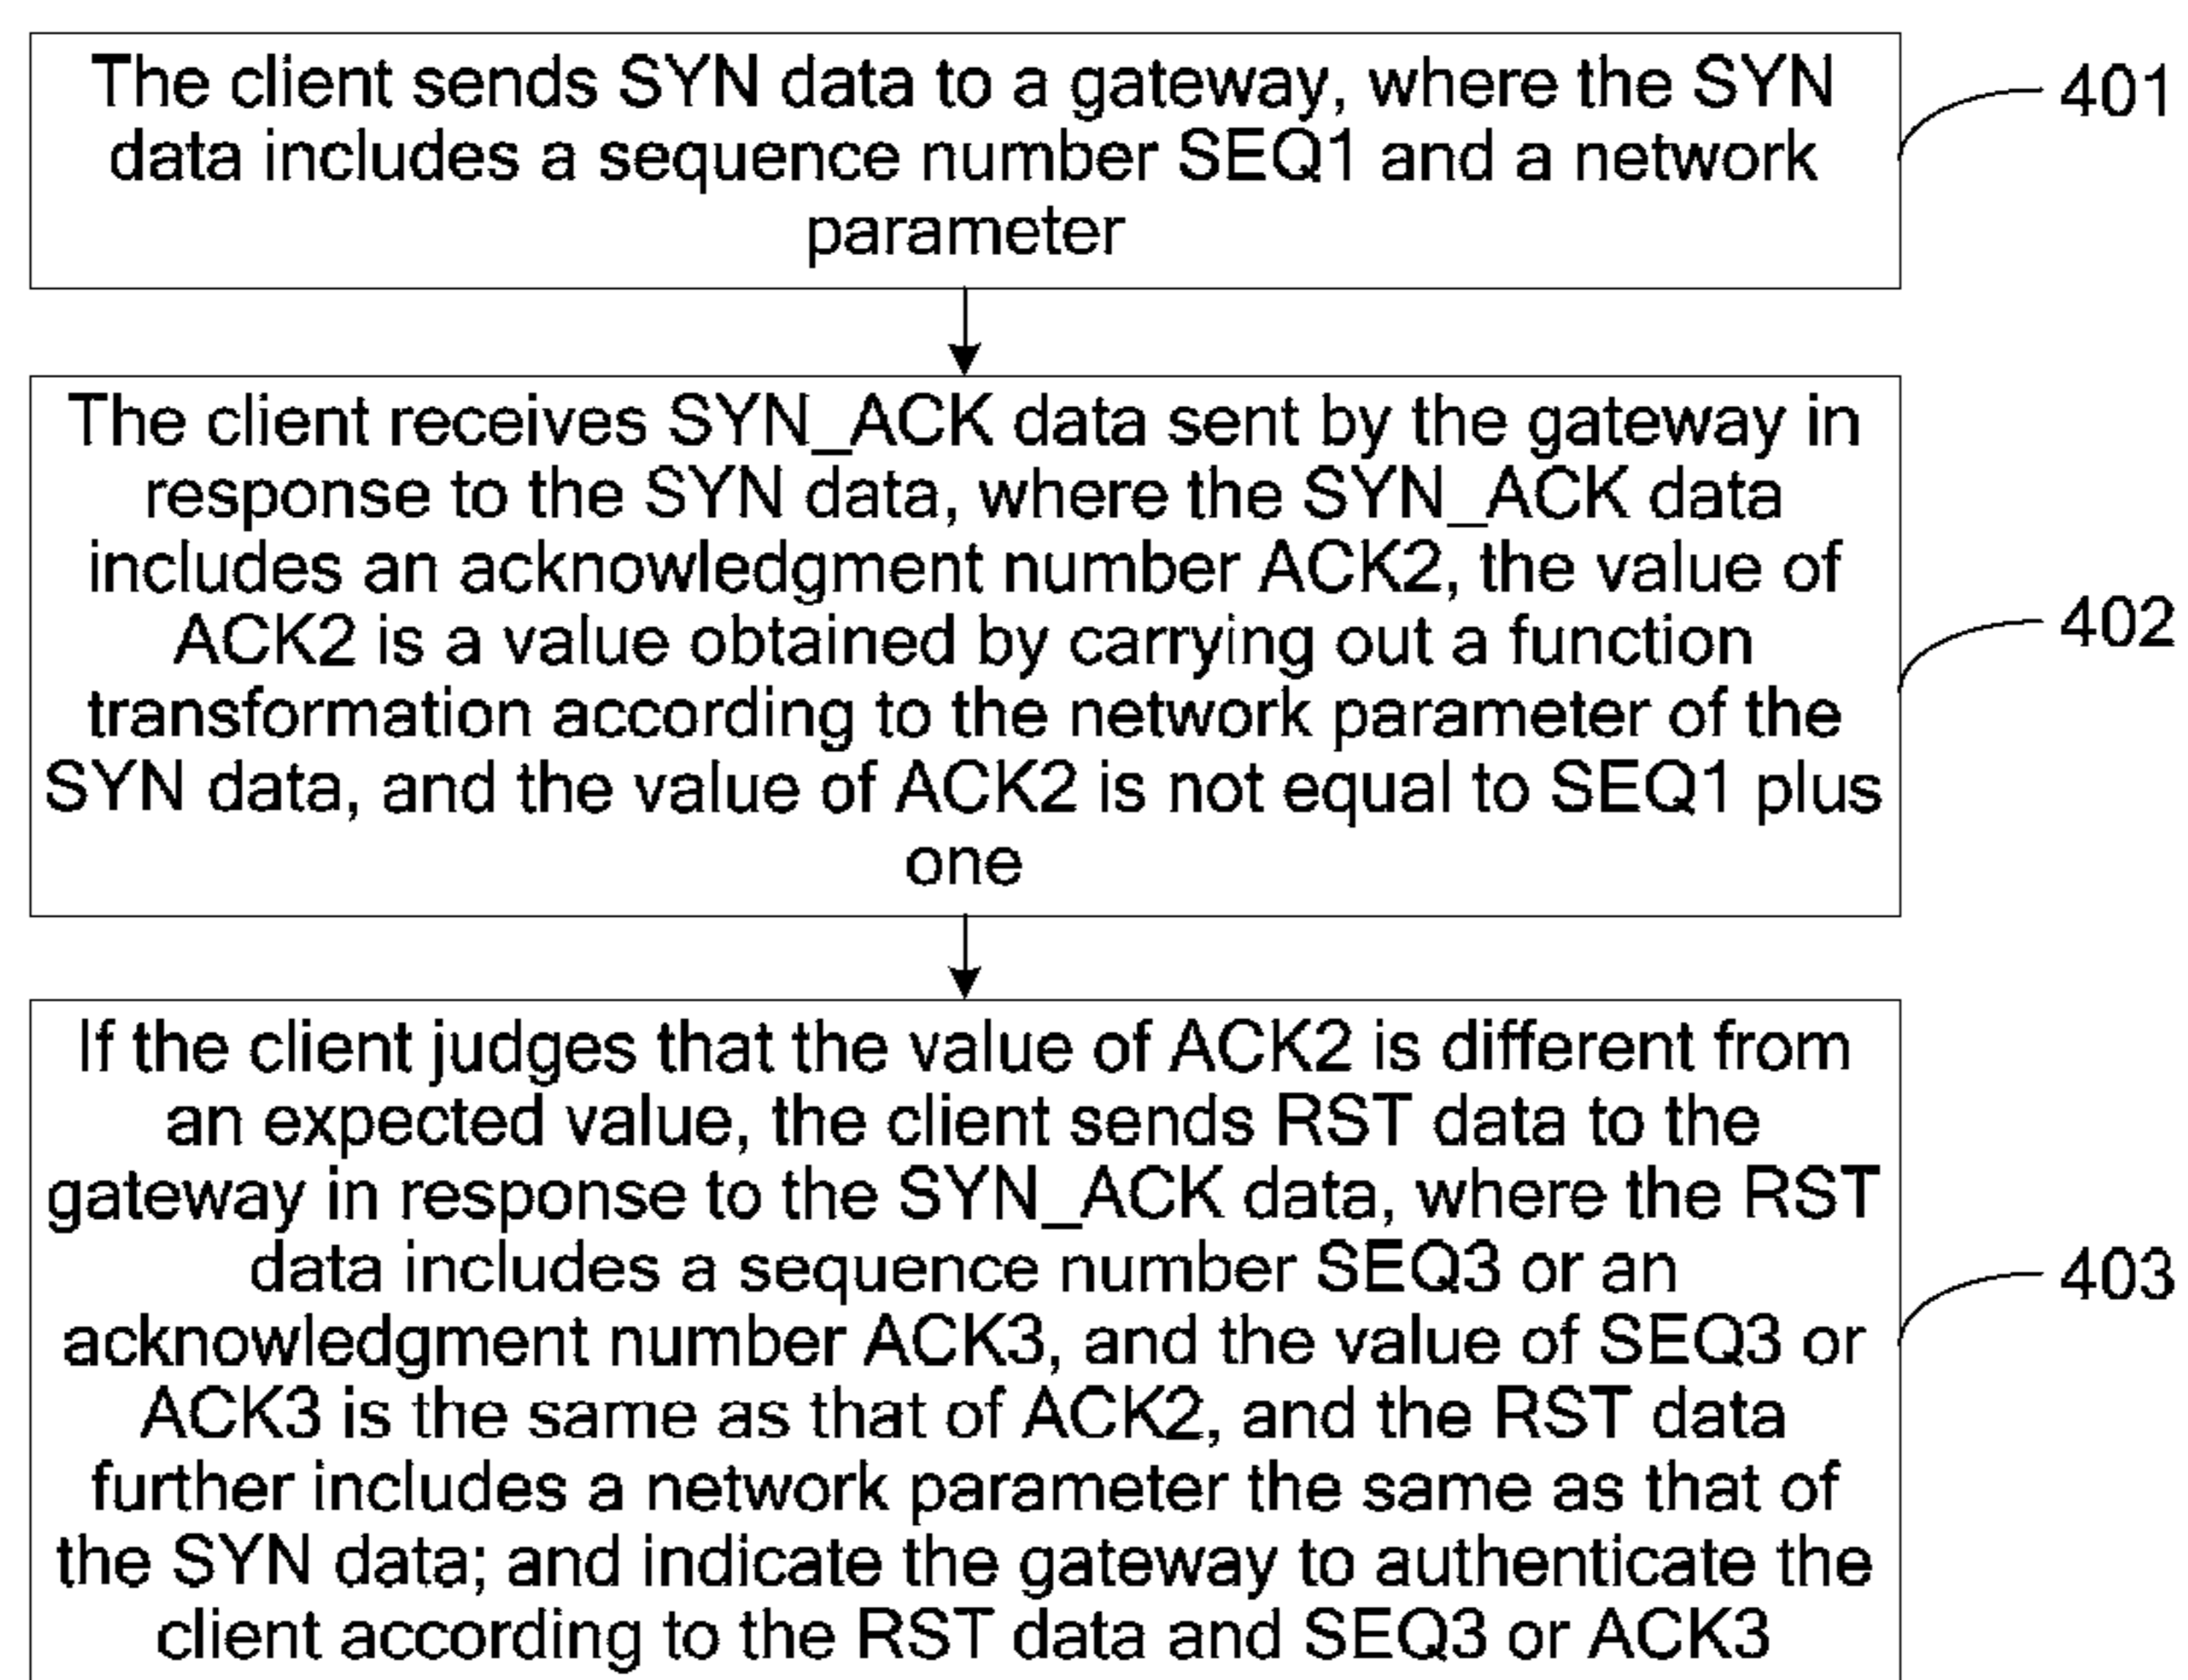 The client sends SYN data to a gateway, where the SYN
data includes a sequence number SEQ1 and a network
parameter
401
The client receives SYN_ACK data sent by the gateway in
response to the SYN data, where the SYN_ACK data
includes an acknowledgment number ACK2, the value of
ACK2 is a value obtained by carrying out a function
transformation according to the network parameter of the
SYN data, and the value of ACK2 is not equal to SEQ1 plus
one
402
If the client judges that the value of ACK2 is different from
an expected value, the client sends RST data to the
gateway in response to the SYN_ACK data, where the RST
data includes a sequence number SEQ3 or an
acknowledgment number ACK3, and the value of SEQ3 or
ACK3 is the same as that of ACK2, and the RST data
further includes a network parameter the same as that of
the SYN data; and indicate the gateway to authenticate the
client according to the RST data and SEQ3 or ACK3
403